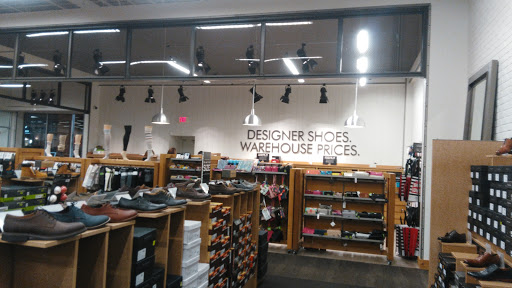 DESIGNER SHOES.
WAREHOUSE PRICES.